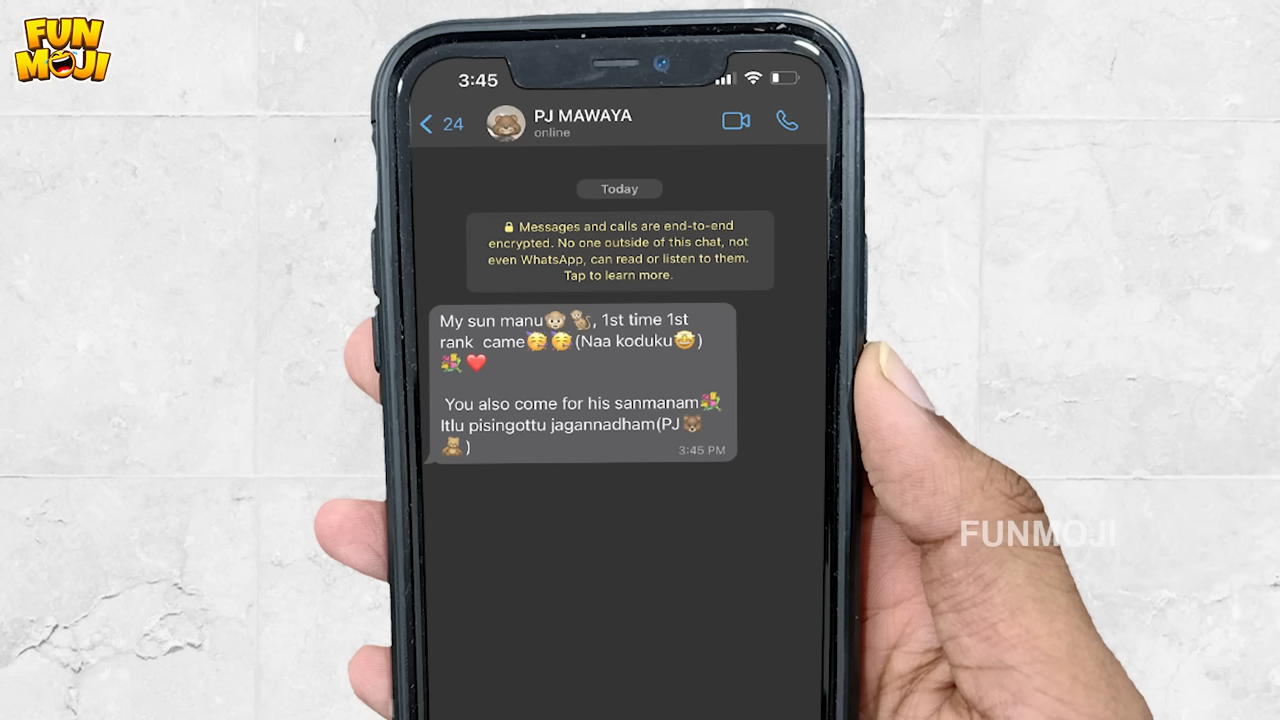 FUN
MOJI
3:45
24
PJ MAWAYA
online
Today
🔒 Messages and calls are end-to-end
encrypted. No one outside of this chat, not
even WhatsApp, can read or listen to them.
Tap to learn more.
My sun manu🐵🐒, 1st time 1st
rank came🥳🥳(Naa koduku🤩)
💐❤️
You also come for his sanmanam💐
Itlu pisingottu jagannadham(PJ🐻
🧸)
3:45 PM
FUNMOJI